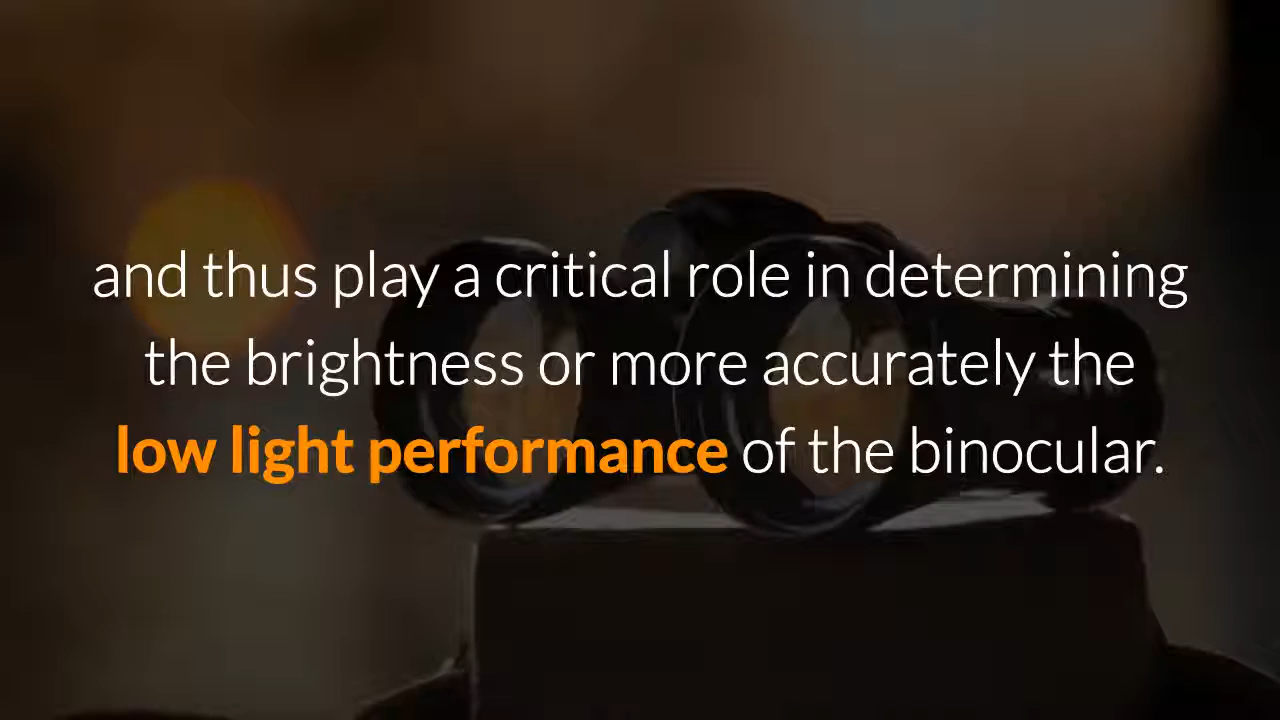 and thus play a critical role in determining
the brightness or more accurately the
low light performance of the binocular.